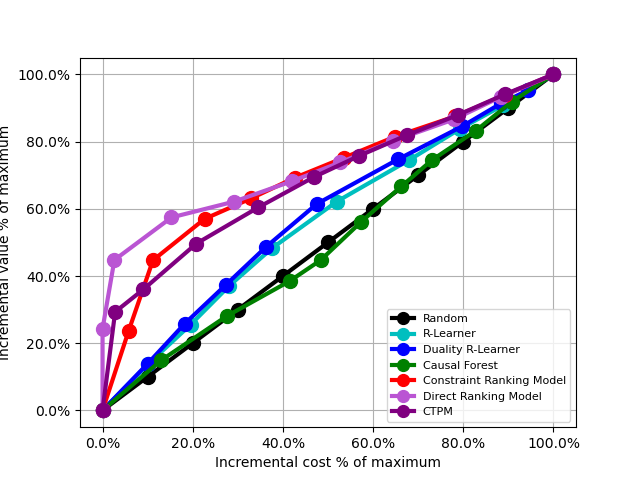 100.0%
80.0%
60.0%
40.0%
20.0%
0.0%
Incremental value % of maximum
0.0% 20.0% 40.0% 60.0% 80.0% 100.0%
Incremental cost % of maximum
Random
R-Learner
Duality R-Learner
Causal Forest
Constraint Ranking Model
Direct Ranking Model
CTPM